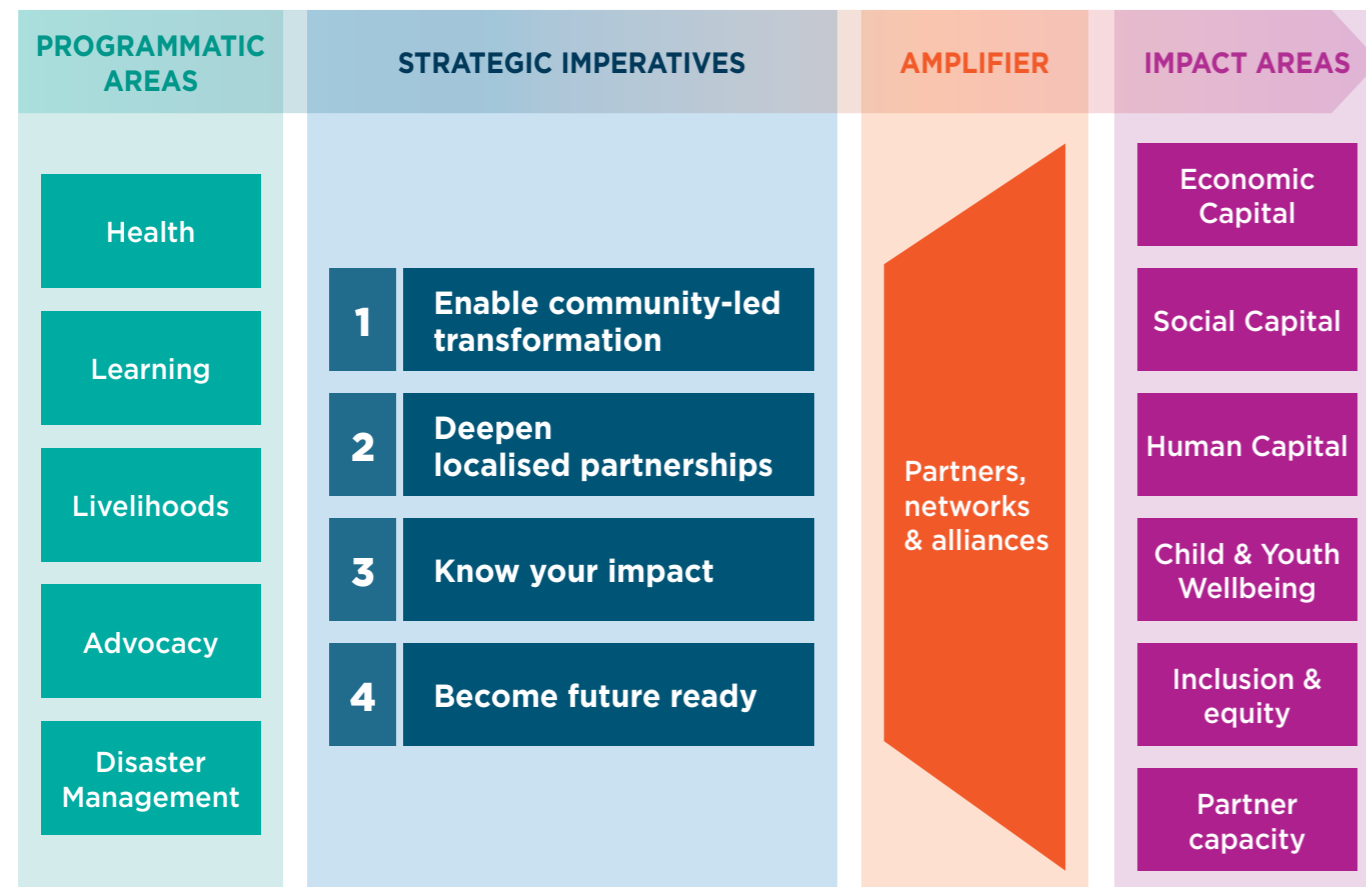 PROGRAMMATIC
AREAS
STRATEGIC IMPERATIVES
AMPLIFIER
IMPACT AREAS
Health
Learning
Livelihoods
Advocacy
Disaster
Management
1
Enable community-led
transformation
2
Deepen
localised partnerships
3
Know your impact
4
Become future ready
Partners,
networks
& alliances
Economic
Capital
Social Capital
Human Capital
Child & Youth
Wellbeing
Inclusion &
equity
Partner
capacity